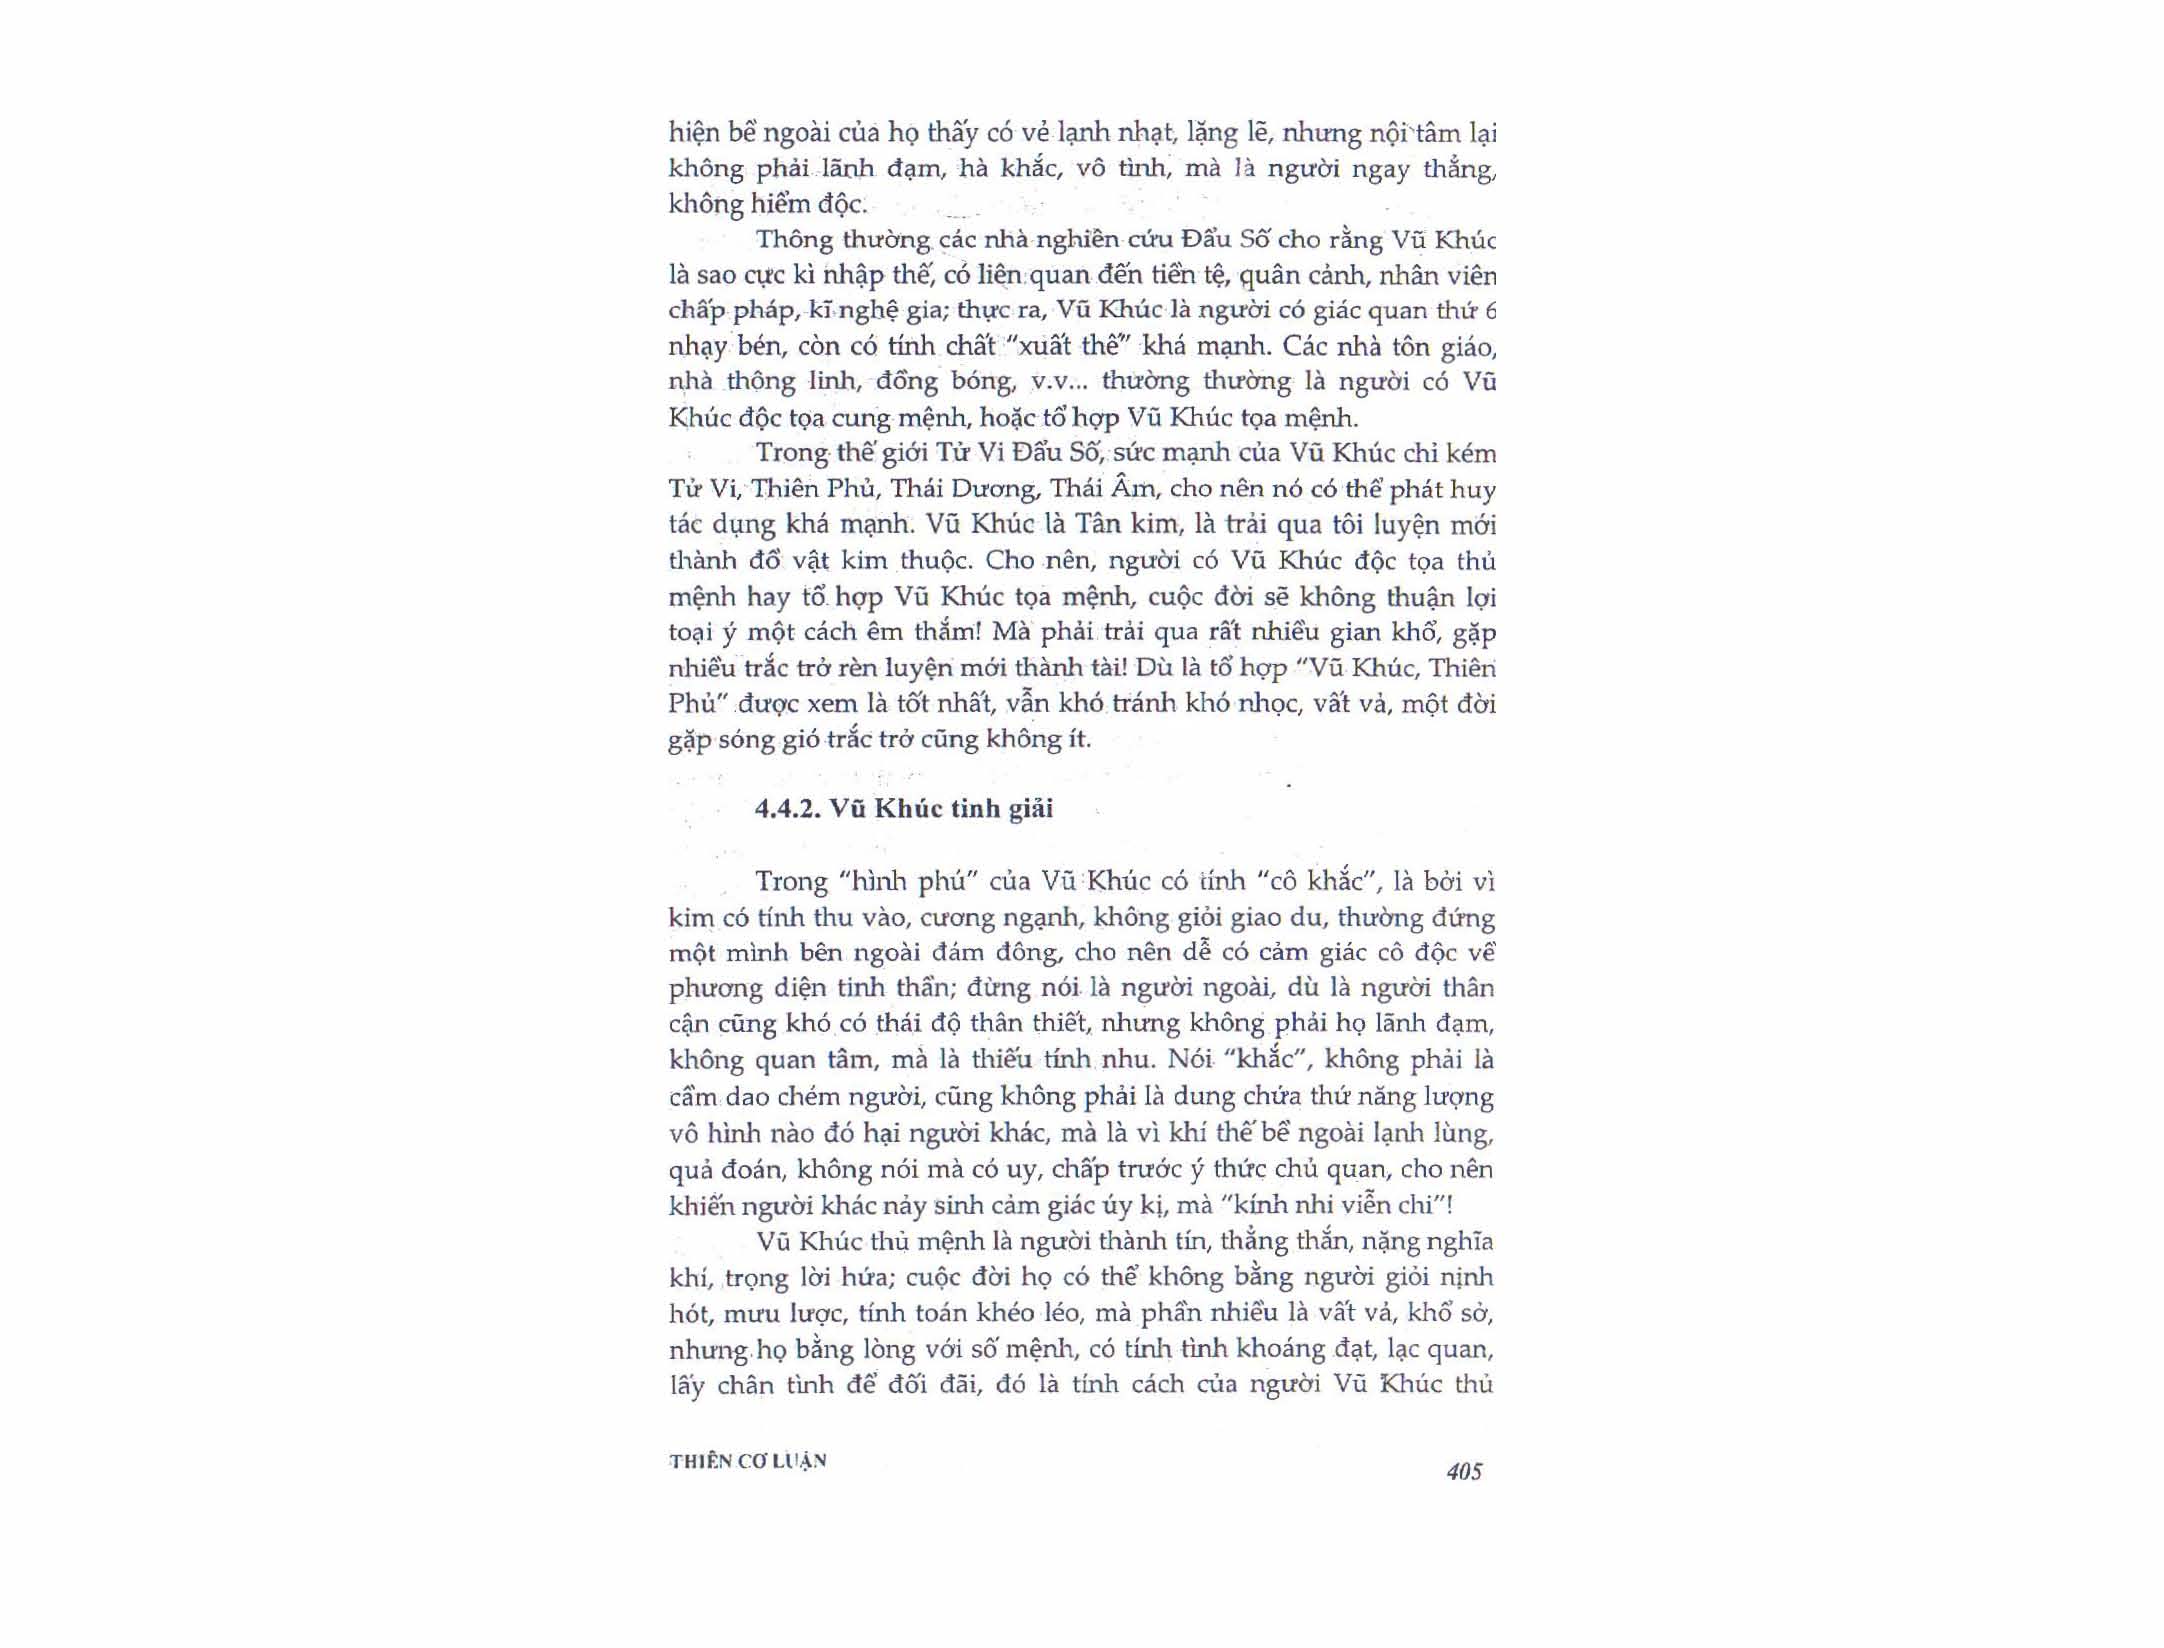 hiện bề ngoài của họ thấy có vẻ lạnh nhạt, lặng lẽ, nhưng nội tâm lại
không phải lãnh đạm, hà khắc, vô tình, mà là người ngay thẳng,
không hiểm độc.
Thông thường các nhà nghiên cứu Đẩu Số cho rằng Vũ Khúc
là sao cực kì nhập thế, có liên quan đến tiền tệ, quân cảnh, nhân viên
chấp pháp, kĩ nghệ gia; thực ra, Vũ Khúc là người có giác quan thứ 6
nhạy bén, còn có tính chất "xuất thế" khá mạnh. Các nhà tôn giáo,
nhà thông linh, đồng bóng, v.v... thường thường là người có Vũ
Khúc độc tọa cung mệnh, hoặc tổ hợp Vũ Khúc tọa mệnh.
Trong thế giới Tử Vi Đẩu Số, sức mạnh của Vũ Khúc chỉ kém
Tử Vi, Thiên Phủ, Thái Dương, Thái Âm, cho nên nó có thể phát huy
tác dụng khá mạnh. Vũ Khúc là Tân kim, là trải qua tôi luyện mới
thành đồ vật kim thuộc. Cho nên, người có Vũ Khúc độc tọa thủ
mệnh hay tổ hợp Vũ Khúc tọa mệnh, cuộc đời sẽ không thuận lợi
toại ý một cách êm thắm! Mà phải trải qua rất nhiều gian khổ, gặp
nhiều trắc trở rèn luyện mới thành tài! Dù là tổ hợp "Vũ Khúc, Thiên
Phủ" được xem là tốt nhất, vẫn khó tránh khó nhọc, vất vả, một đời
gặp sóng gió trắc trở cũng không ít.
4.4.2. Vũ Khúc tinh giải
Trong "hình phú" của Vũ Khúc có tính "cô khắc", là bởi vì
kim có tính thu vào, cương ngạnh, không giỏi giao du, thường đứng
một mình bên ngoài đám đông, cho nên dễ có cảm giác cô độc về
phương diện tinh thần; đừng nói là người ngoài, dù là người thân
cận cũng khó có thái độ thân thiết, nhưng không phải họ lãnh đạm,
không quan tâm, mà là thiếu tính nhu. Nói "khắc", không phải là
cầm dao chém người, cũng không phải là dung chứa thứ năng lượng
vô hình nào đó hại người khác, mà là vì khí thế bề ngoài lạnh lùng,
quả đoán, không nói mà có uy, chấp trước ý thức chủ quan, cho nên
khiến người khác nảy sinh cảm giác úy kị, mà "kính nhi viễn chi"!
Vũ Khúc thủ mệnh là người thành tín, thẳng thắn, nặng nghĩa
khí, trọng lời hứa; cuộc đời họ có thể không bằng người giỏi nịnh
hót, mưu lược, tính toán khéo léo, mà phần nhiều là vất vả, khổ sở,
nhưng họ bằng lòng với số mệnh, có tính tình khoáng đạt, lạc quan,
lấy chân tình để đối đãi, đó là tính cách của người Vũ Khúc thủ
THIÊN CƠ LUẬN
405